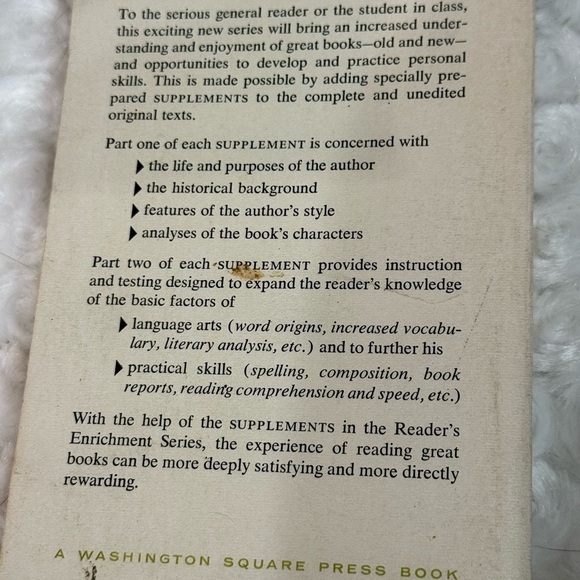 To the serious general reader or the student in class,
this exciting new series will bring an increased under-
standing and enjoyment of great books—old and new—
and opportunities to develop and practice personal
skills. This is made possible by adding specially pre-
pared SUPPLEMENTS to the complete and unedited
original texts.
Part one of each SUPPLEMENT is concerned with
the life and purposes of the author
the historical background
features of the author's style
analyses of the book's characters
Part two of each SUPPLEMENT provides instruction
and testing designed to expand the reader's knowledge
of the basic factors of
language arts (word origins, increased vocabu-
lary, literary analysis, etc.) and to further his
practical skills (spelling, composition, book
reports, reading comprehension and speed, etc.)
With the help of the SUPPLEMENTS in the Reader's
Enrichment Series, the experience of reading great
books can be more deeply satisfying and more directly
rewarding.
A WASHINGTON SQUARE PRESS BOOK